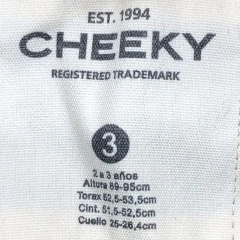 EST. 1994
CHEEKY
REGISTERED TRADEMARK
3
2 a 3 años
Altura 89-95cm
Torax 52,5-53,5cm
Cint. 51,5-52,5cm
Cuello 25-26,4cm